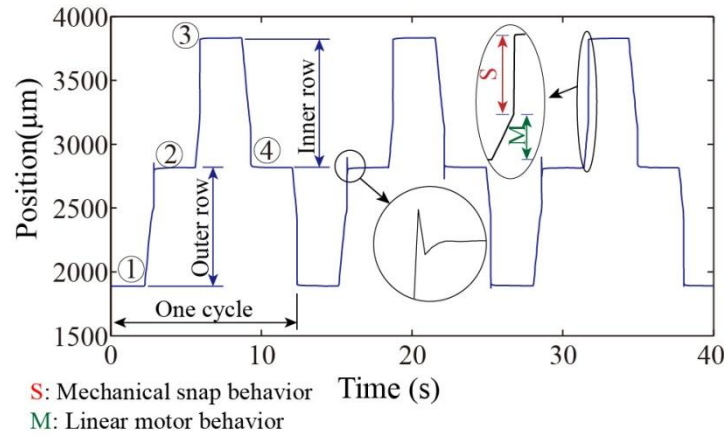 4000
3500
3000
2500
2000
1500
Position(μm)
③
②
④
①
Inner row
Outer row
One cycle
S
M
0
10
20
30
40
Time (s)
S: Mechanical snap behavior
M: Linear motor behavior